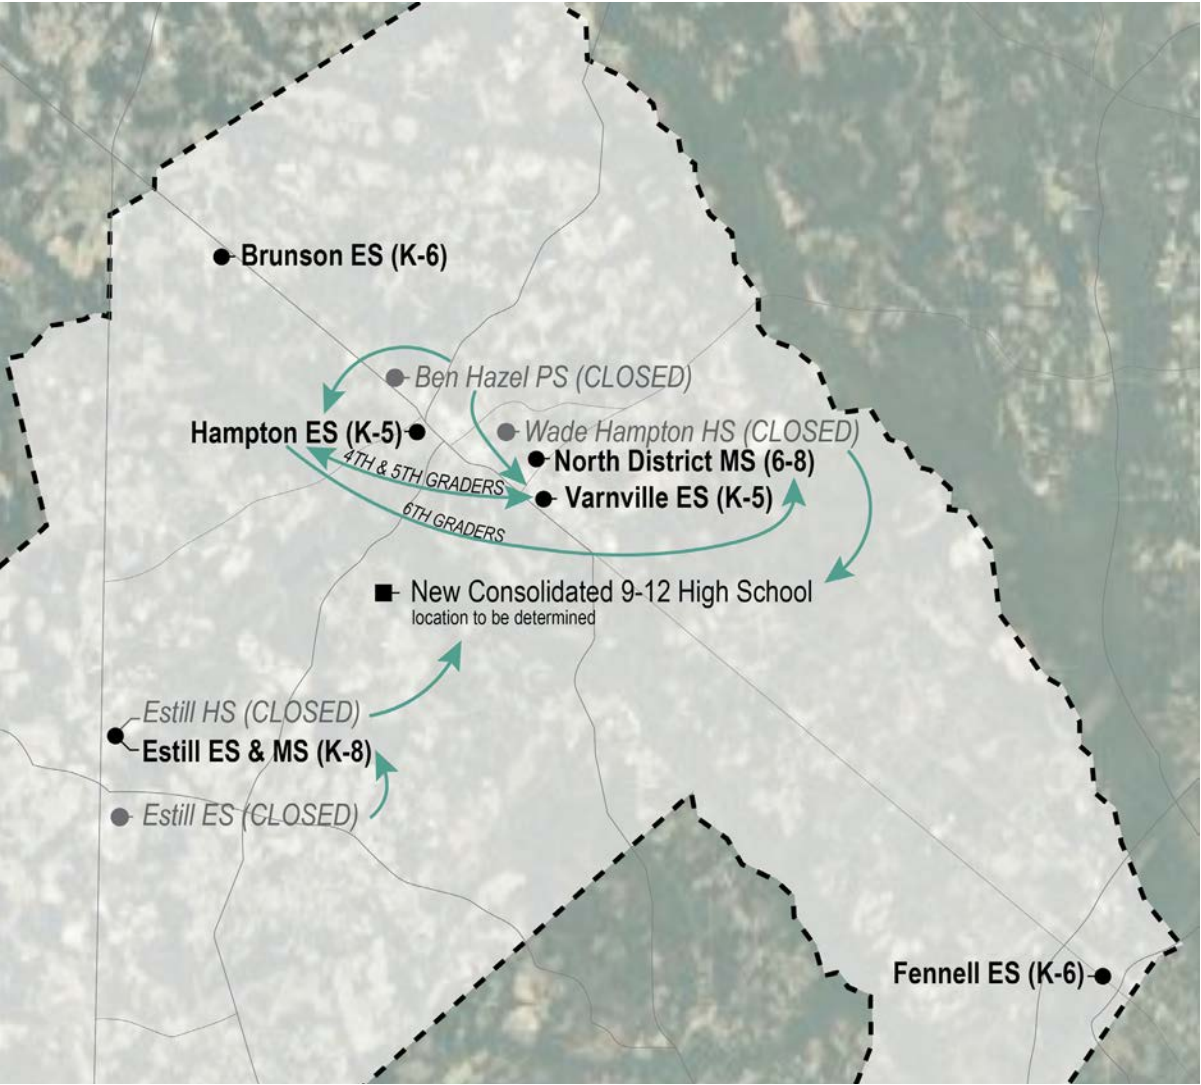 Brunson ES (K-6)
Ben Hazel PS (CLOSED)
Hampton ES (K-5)
Wade Hampton HS (CLOSED)
4TH & 5TH GRADERS
North District MS (6-8)
Varnville ES (K-5)
6TH GRADERS
New Consolidated 9-12 High School
location to be determined
Estill HS (CLOSED)
Estill ES & MS (K-8)
Estill ES (CLOSED)
Fennell ES (K-6)